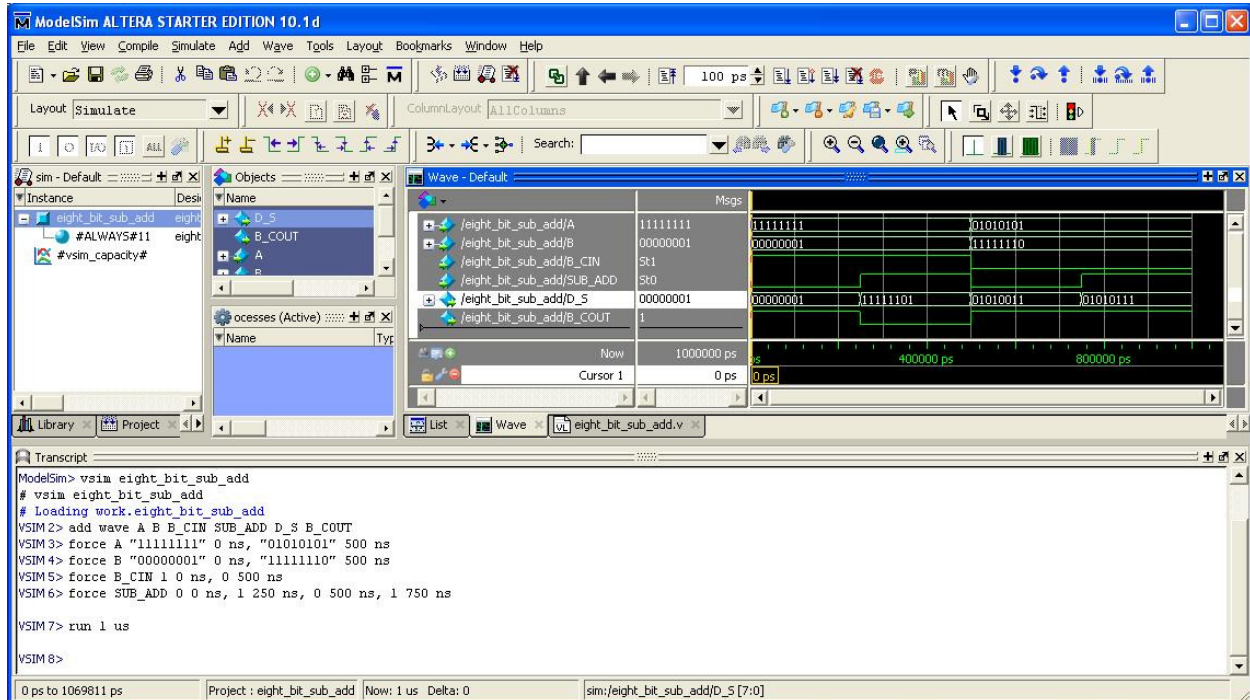 ModelSim ALTERA STARTER EDITION 10.1d
File Edit View Compile Simulate Add Wave Tools Layout Bookmarks Window Help
100 ps
Layout Simulate
ColumnLayout AllColumns
Search:
sim - Default
Instance Desi
eight_bit_sub_add eight
#ALWAYS#11 eight
#vsim_capacity#
Library Project
Objects
Name
D_S
B_COUT
A
B
ocesses (Active)
Name Typ
Wave - Default
Msgs
/eight_bit_sub_add/A 11111111 11111111 01010101
/eight_bit_sub_add/B 00000001 00000001 11111110
/eight_bit_sub_add/B_CIN St1
/eight_bit_sub_add/SUB_ADD St0
/eight_bit_sub_add/D_S 00000001 00000001 11111101 01010011 01010111
/eight_bit_sub_add/B_COUT 1
Now 1000000 ps ps 400000 ps 800000 ps
Cursor 1 0 ps 0 ps
List Wave eight_bit_sub_add.v
Transcript
ModelSim> vsim eight_bit_sub_add
# vsim eight_bit_sub_add
# Loading work.eight_bit_sub_add
VSIM 2> add wave A B B_CIN SUB_ADD D_S B_COUT
VSIM 3> force A "11111111" 0 ns, "01010101" 500 ns
VSIM 4> force B "00000001" 0 ns, "11111110" 500 ns
VSIM 5> force B_CIN 1 0 ns, 0 500 ns
VSIM 6> force SUB_ADD 0 0 ns, 1 250 ns, 0 500 ns, 1 750 ns
VSIM 7> run 1 us
VSIM 8>
0 ps to 1069811 ps Project : eight_bit_sub_add Now: 1 us Delta: 0 sim:/eight_bit_sub_add/D_S [7:0]